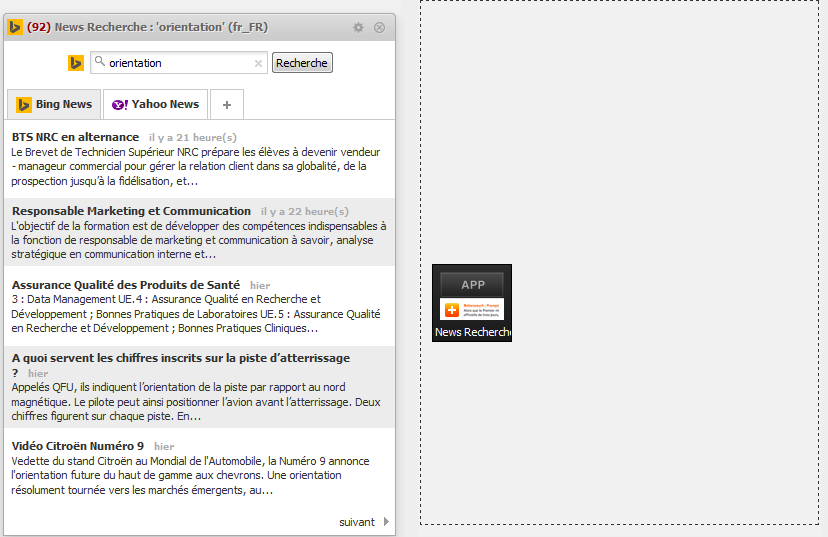 (92) News Recherche : 'orientation' (fr_FR)
orientation
Recherche
Bing News
Yahoo News
+
BTS NRC en alternance il y a 21 heure(s)
Le Brevet de Technicien Supérieur NRC prépare les élèves à devenir vendeur
- manageur commercial pour gérer la relation client dans sa globalité, de la
prospection jusqu'à la fidélisation, et...
Responsable Marketing et Communication il y a 22 heure(s)
L'objectif de la formation est de développer des compétences indispensables à
la fonction de responsable de marketing et communication à savoir, analyse
stratégique en communication interne et...
Assurance Qualité des Produits de Santé hier
3 : Data Management UE.4 : Assurance Qualité en Recherche et
Développement ; Bonnes Pratiques de Laboratoires UE.5 : Assurance Qualité
en Recherche et Développement ; Bonnes Pratiques Cliniques...
A quoi servent les chiffres inscrits sur la piste d’atterrissage
? hier
Appelés QFU, ils indiquent l’orientation de la piste par rapport au nord
magnétique. Le pilote peut ainsi positionner l’avion avant l’atterrissage. Deux
chiffres figurent sur chaque piste. En...
Vidéo Citroën Numéro 9 hier
Vedette du stand Citroën au Mondial de l'Automobile, la Numéro 9 annonce
l'orientation future du haut de gamme aux chevrons. Une orientation
résolument tournée vers les marchés émergents, au...
suivant
APP
News Recherche